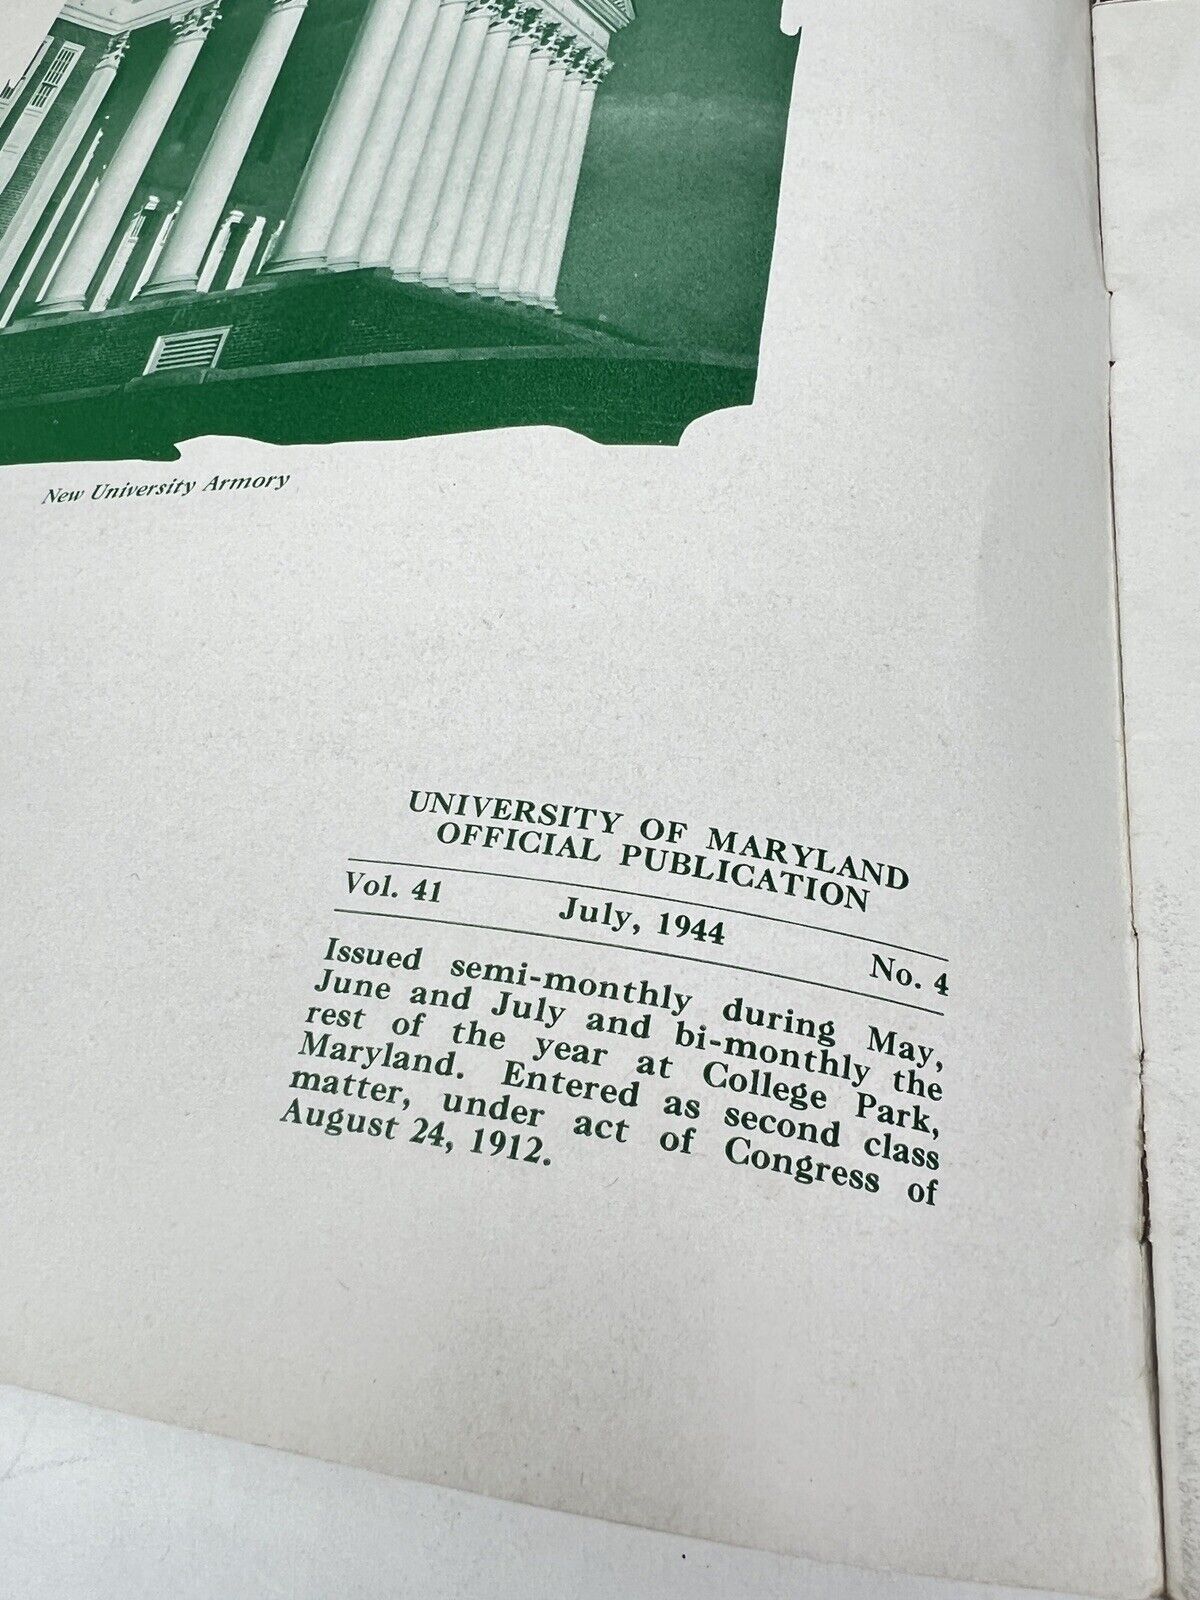 New University Armory
UNIVERSITY OF MARYLAND
OFFICIAL PUBLICATION
Vol. 41 July, 1944 No. 4
Issued semi-monthly during May,
June and July and bi-monthly the
rest of the year at College Park,
Maryland. Entered as second class
matter, under act of Congress of
August 24, 1912.